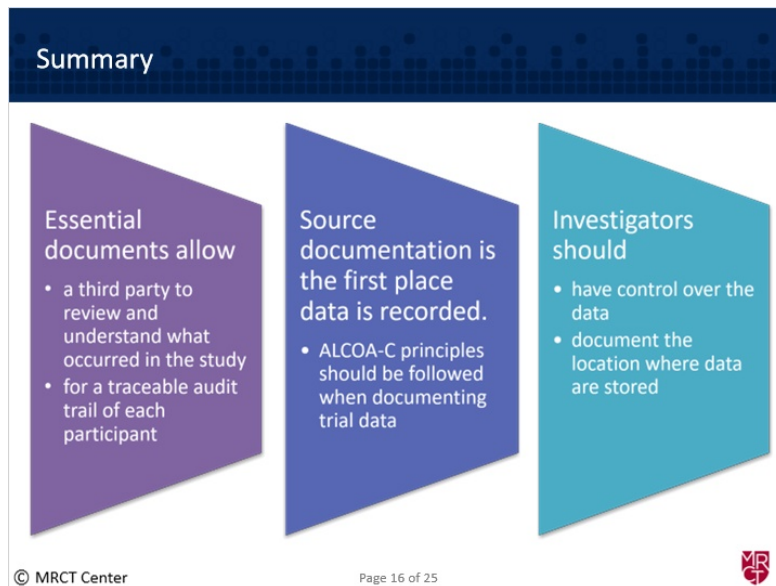 Summary
Essential
documents allow
• a third party to
review and
understand what
occurred in the study
• for a traceable audit
trail of each
participant
Source
documentation is
the first place
data is recorded.
• ALCOA-C principles
should be followed
when documenting
trial data
Investigators
should
• have control over the
data
• document the
location where data
are stored
© MRCT Center
Page 16 of 25
MR
CT